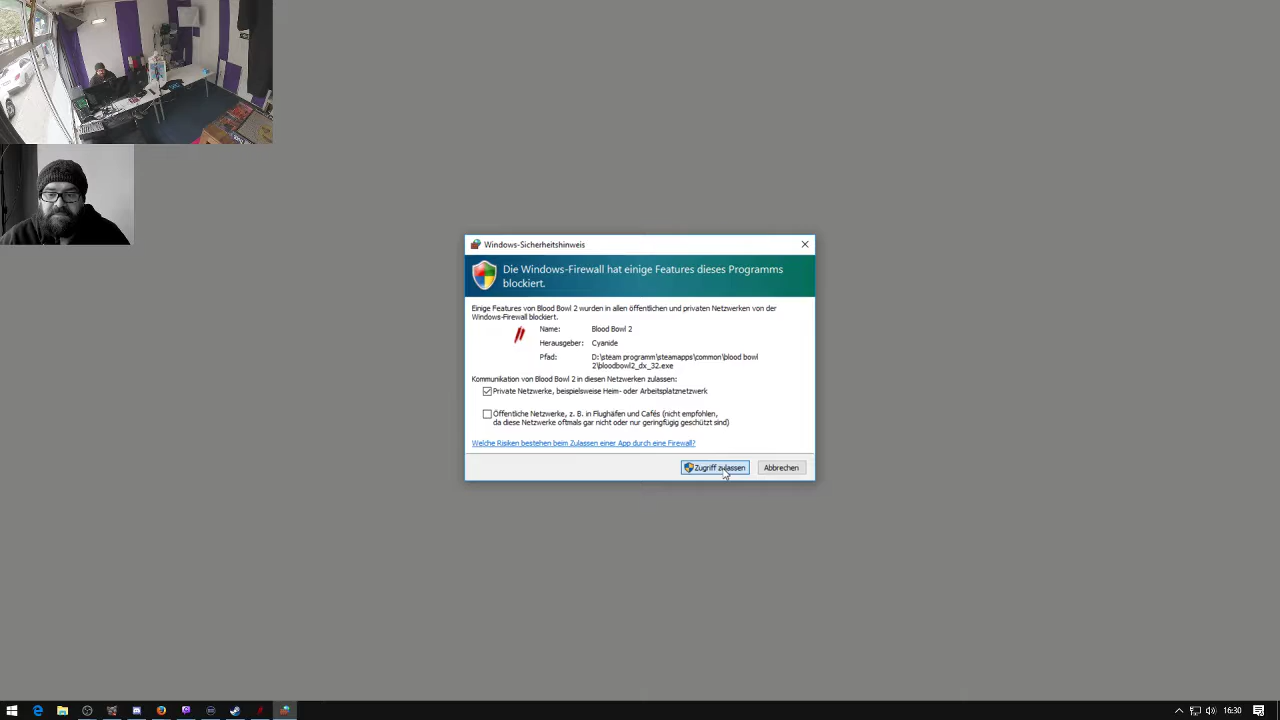 Windows-Sicherheitshinweis
Die Windows-Firewall hat einige Features dieses Programms
blockiert.
Einige Features von Blood Bowl 2 wurden in allen öffentlichen und privaten Netzwerken von der
Windows-Firewall blockiert.
Name: Blood Bowl 2
Herausgeber: Cyanide
Pfad: D:\steam programm\steamapps\common\blood bowl
2\bloodbowl2_dx_32.exe
Kommunikation von Blood Bowl 2 in diesen Netzwerken zulassen:
Private Netzwerke, beispielsweise Heim- oder Arbeitsplatznetzwerk
Öffentliche Netzwerke, z. B. in Flughäfen und Cafés (nicht empfohlen,
da diese Netzwerke oftmals gar nicht oder nur geringfügig geschützt sind)
Welche Risiken bestehen beim Zulassen einer App durch eine Firewall?
Zugriff zulassen Abbrechen
16:30